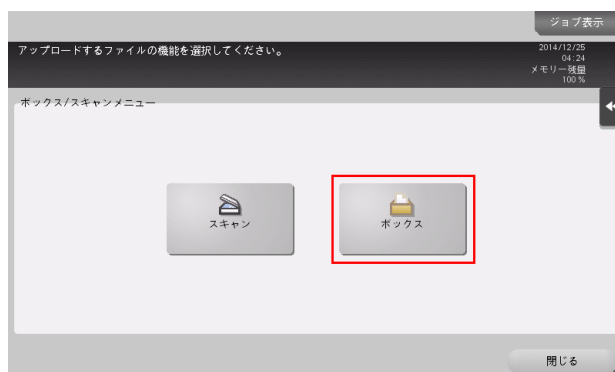 ジョブ表示
アップロードするファイルの機能を選択してください。
2014/12/25
04:24
メモリー残量
100 %
ボックス/スキャンメニュー
スキャン
ボックス
閉じる